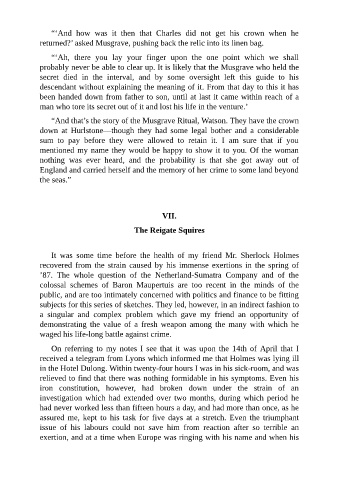 “‘And how was it then that Charles did not get his crown when he
returned?’ asked Musgrave, pushing back the relic into its linen bag.
“‘Ah, there you lay your finger upon the one point which we shall
probably never be able to clear up. It is likely that the Musgrave who held the
secret died in the interval, and by some oversight left this guide to his
descendant without explaining the meaning of it. From that day to this it has
been handed down from father to son, until at last it came within reach of a
man who tore its secret out of it and lost his life in the venture.’
“And that’s the story of the Musgrave Ritual, Watson. They have the crown
down at Hurlstone—though they had some legal bother and a considerable
sum to pay before they were allowed to retain it. I am sure that if you
mentioned my name they would be happy to show it to you. Of the woman
nothing was ever heard, and the probability is that she got away out of
England and carried herself and the memory of her crime to some land beyond
the seas.”
VII.
The Reigate Squires
It was some time before the health of my friend Mr. Sherlock Holmes
recovered from the strain caused by his immense exertions in the spring of
’87. The whole question of the Netherland-Sumatra Company and of the
colossal schemes of Baron Maupertuis are too recent in the minds of the
public, and are too intimately concerned with politics and finance to be fitting
subjects for this series of sketches. They led, however, in an indirect fashion to
a singular and complex problem which gave my friend an opportunity of
demonstrating the value of a fresh weapon among the many with which he
waged his life-long battle against crime.
On referring to my notes I see that it was upon the 14th of April that I
received a telegram from Lyons which informed me that Holmes was lying ill
in the Hotel Dulong. Within twenty-four hours I was in his sick-room, and was
relieved to find that there was nothing formidable in his symptoms. Even his
iron constitution, however, had broken down under the strain of an
investigation which had extended over two months, during which period he
had never worked less than fifteen hours a day, and had more than once, as he
assured me, kept to his task for five days at a stretch. Even the triumphant
issue of his labours could not save him from reaction after so terrible an
exertion, and at a time when Europe was ringing with his name and when his